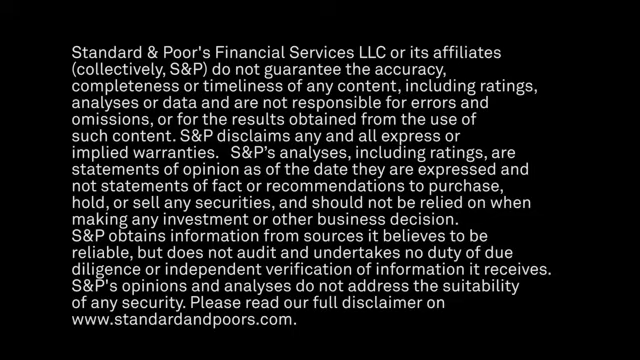 Standard & Poor's Financial Services LLC or its affiliates
(collectively, S&P) do not guarantee the accuracy,
completeness or timeliness of any content, including ratings,
analyses or data and are not responsible for errors and
omissions, or for the results obtained from the use of
such content. S&P disclaims any and all express or
implied warranties. S&P's analyses, including ratings, are
statements of opinion as of the date they are expressed and
not statements of fact or recommendations to purchase,
hold, or sell any securities, and should not be relied on when
making any investment or other business decision.
S&P obtains information from sources it believes to be
reliable, but does not audit and undertakes no duty of due
diligence or independent verification of information it receives.
S&P's opinions and analyses do not address the suitability
of any security. Please read our full disclaimer on
www.standardandpoors.com.